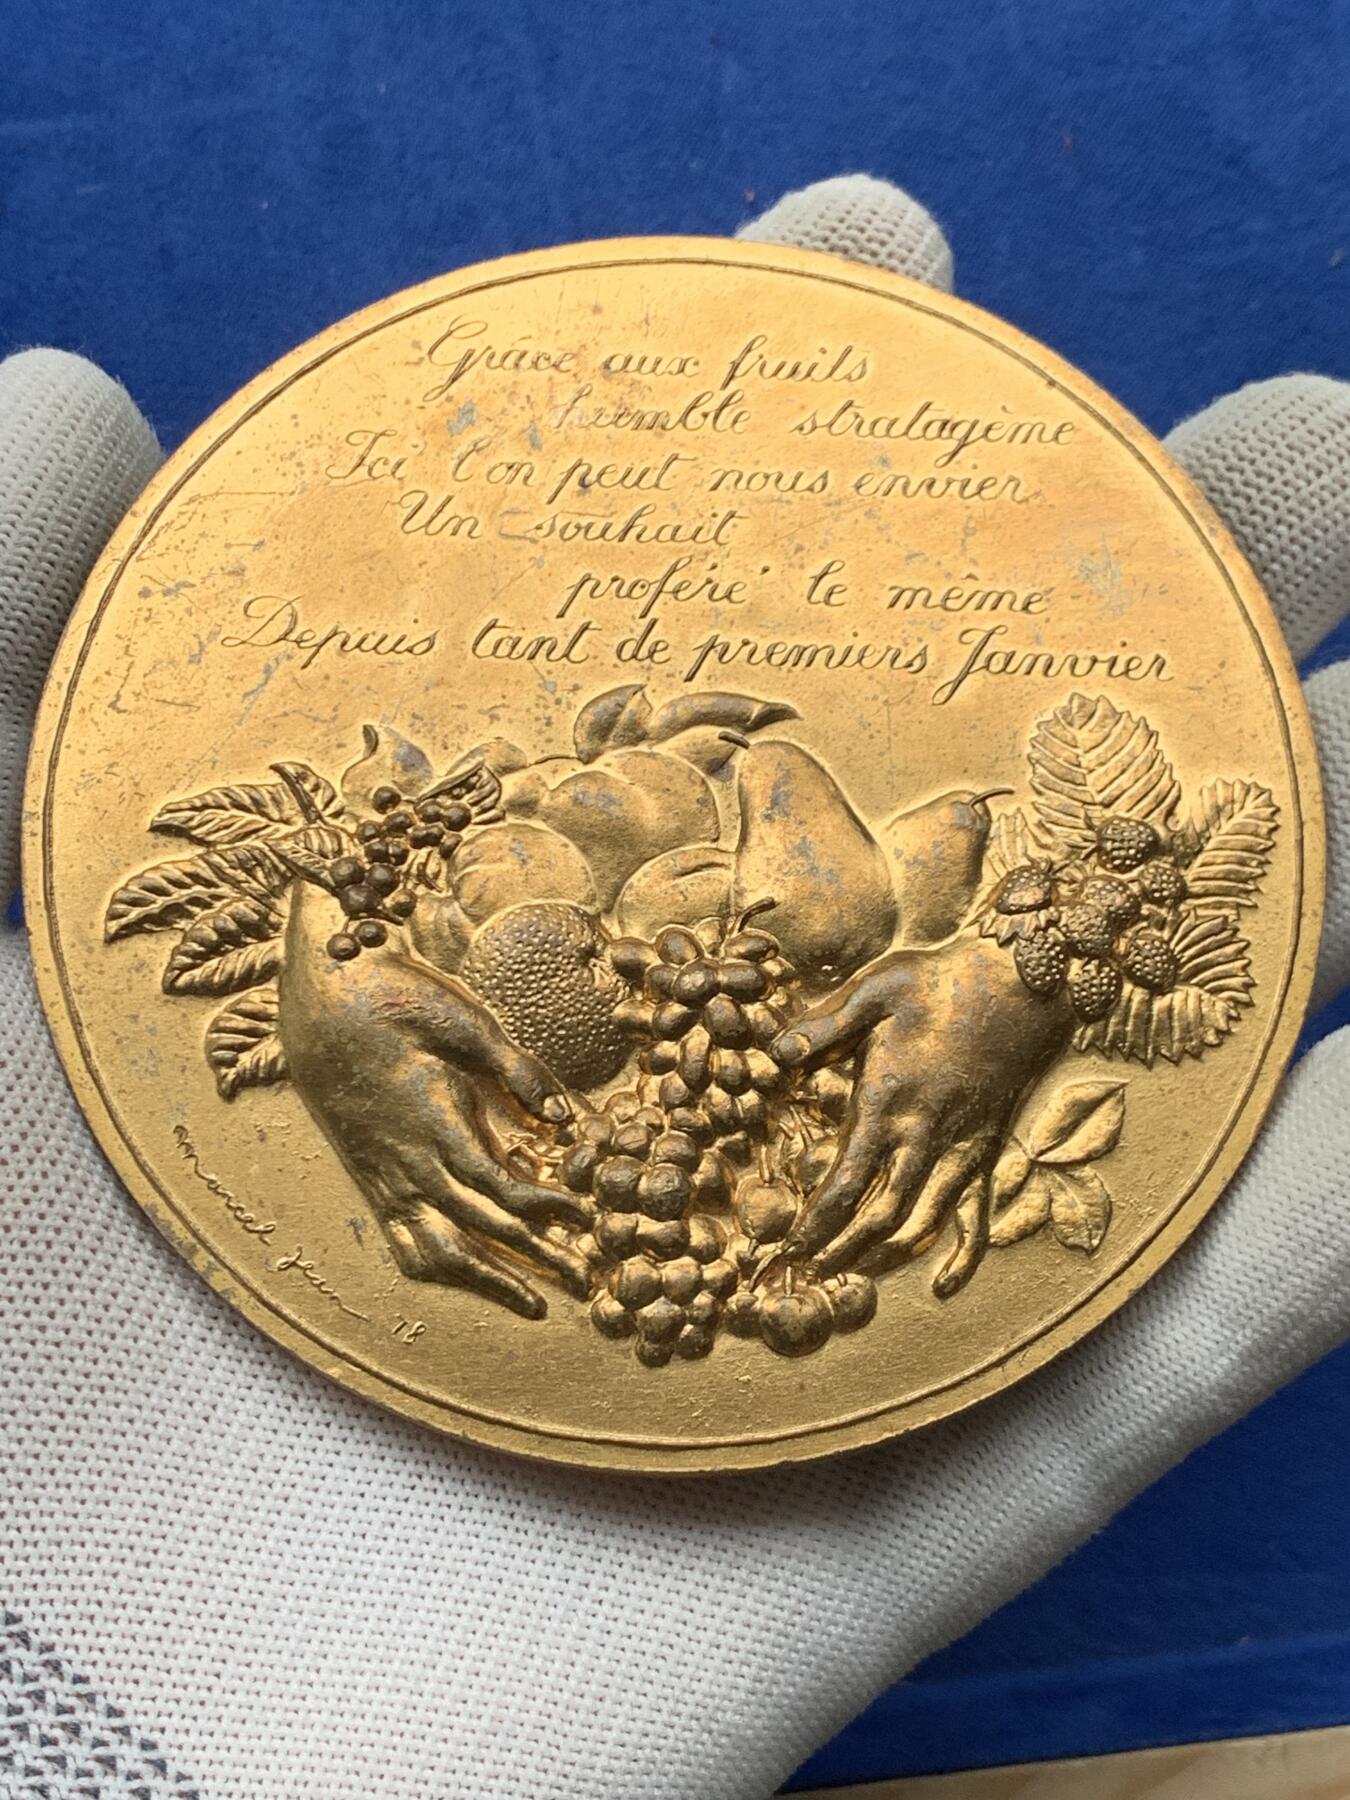 Grâce aux fruits
humble stratagème
Ici l'on peut nous envier
Un souhait
proféré le même
Depuis tant de premiers Janvier
marcel jean 78